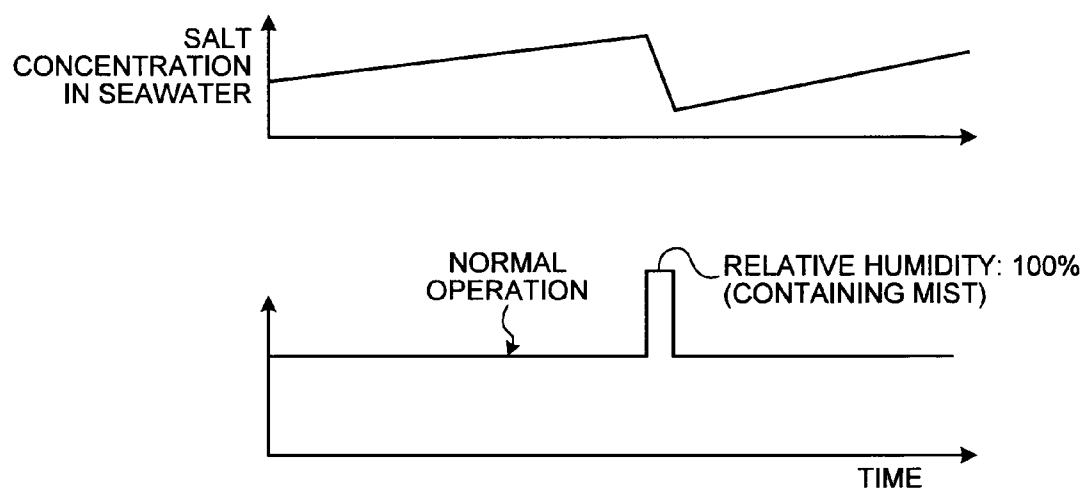 SALT
CONCENTRATION
IN SEAWATER
NORMAL
OPERATION
RELATIVE HUMIDITY: 100%
(CONTAINING MIST)
TIME